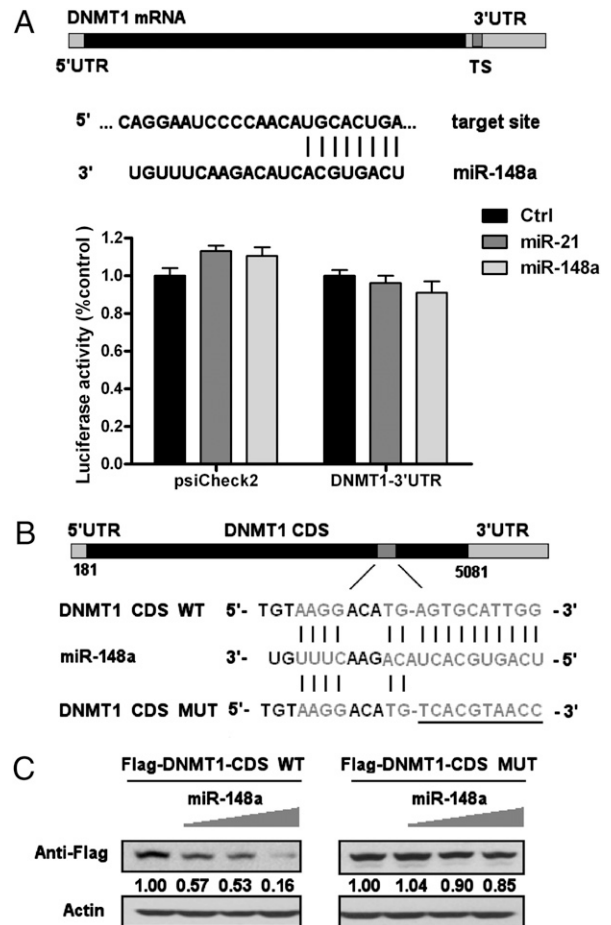 A
DNMT1 mRNA 3'UTR
5'UTR TS
5' ... CAGGAAUCCCCAACAUGCACUGA... target site
3' UGUUUCAAGACAUCACGUGACU miR-148a
Ctrl
miR-21
miR-148a
Luciferase activity (%control)
1.2
1.0
0.8
0.6
0.4
0.2
0.0
psiCheck2 DNMT1-3'UTR
B
5'UTR DNMT1 CDS 3'UTR
181 5081
DNMT1 CDS WT 5'- TGTAAGGACATG-AGTGCATTGG -3'
miR-148a 3'- UGUUUCAAGACAUCACGUGACU -5'
DNMT1 CDS MUT 5'- TGTAAGGACATG-TCACGTAACC -3'
C
Flag-DNMT1-CDS WT Flag-DNMT1-CDS MUT
miR-148a miR-148a
Anti-Flag
1.00 0.57 0.53 0.16 1.00 1.04 0.90 0.85
Actin